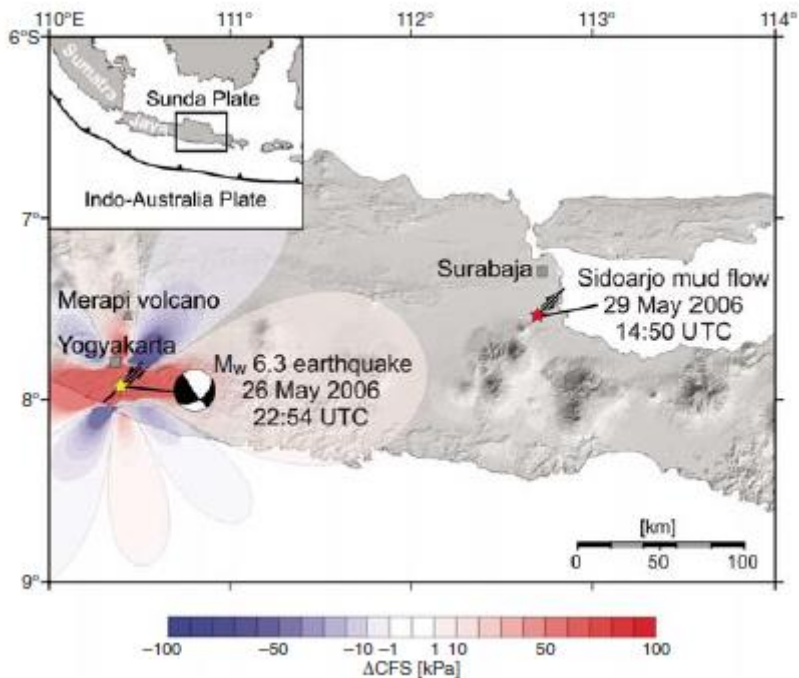 110°E
111°
112°
113°
114°
6°S
Sumatra
Sunda Plate
Java
Indo-Australia Plate
7°
Surabaja
Sidoarjo mud flow
29 May 2006
14:50 UTC
Merapi volcano
Yogyakarta
Mw 6.3 earthquake
26 May 2006
22:54 UTC
8°
[km]
0 50 100
9°
−100 −50 −10 −1 1 10 50 100
ΔCFS [kPa]